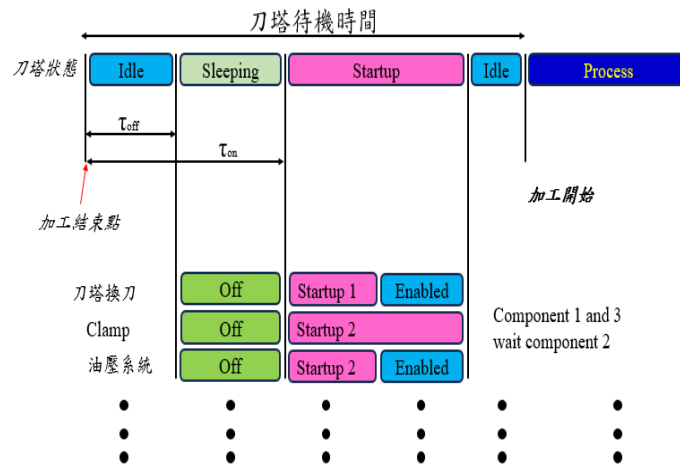 刀塔待機時間
刀塔狀態 Idle Sleeping Startup Idle Process
τoff
τon
加工結束點
加工開始
刀塔換刀 Off Startup 1 Enabled
Clamp Off Startup 2
油壓系統 Off Startup 2 Enabled
Component 1 and 3
wait component 2